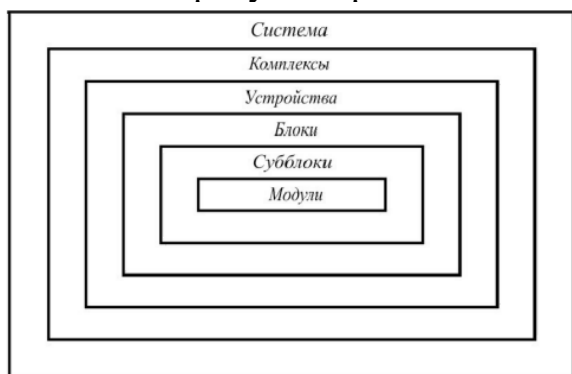 Система
Комплексы
Устройства
Блоки
Субблоки
Модули